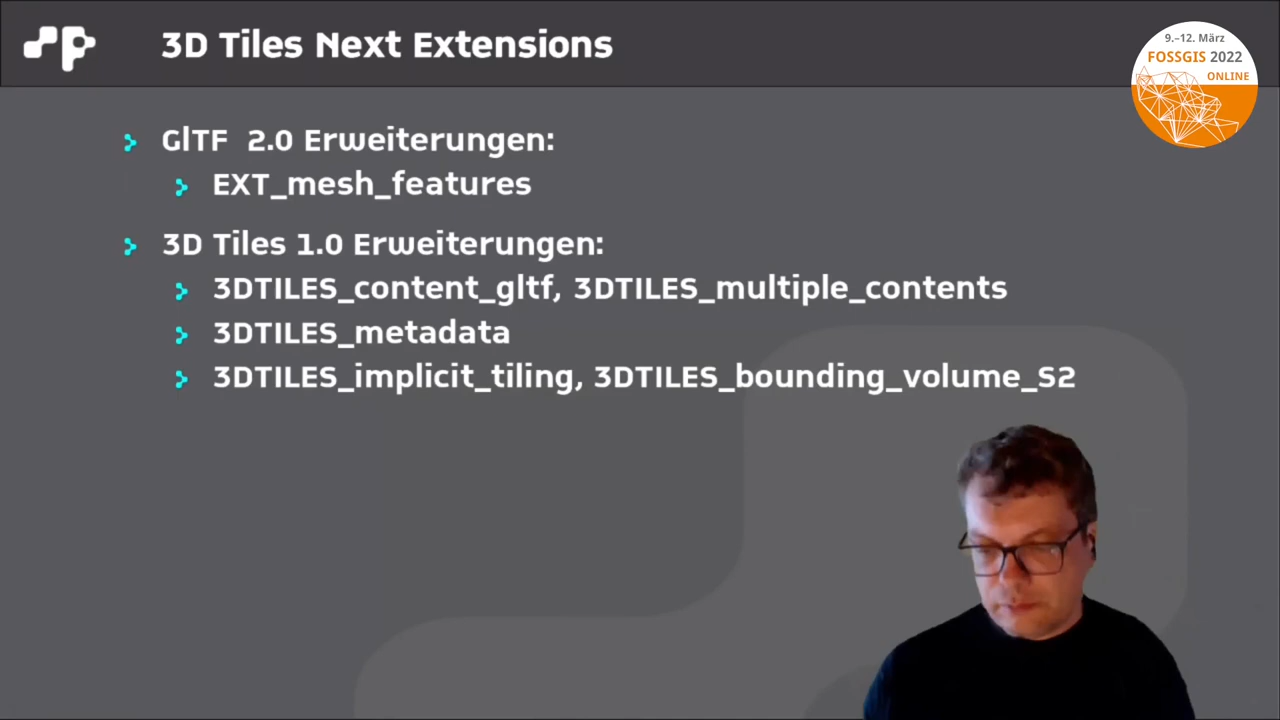 3D Tiles Next Extensions
9.–12. März
FOSSGIS 2022
ONLINE
GlTF 2.0 Erweiterungen:
EXT_mesh_features
3D Tiles 1.0 Erweiterungen:
3DTILES_content_gltf, 3DTILES_multiple_contents
3DTILES_metadata
3DTILES_implicit_tiling, 3DTILES_bounding_volume_S2